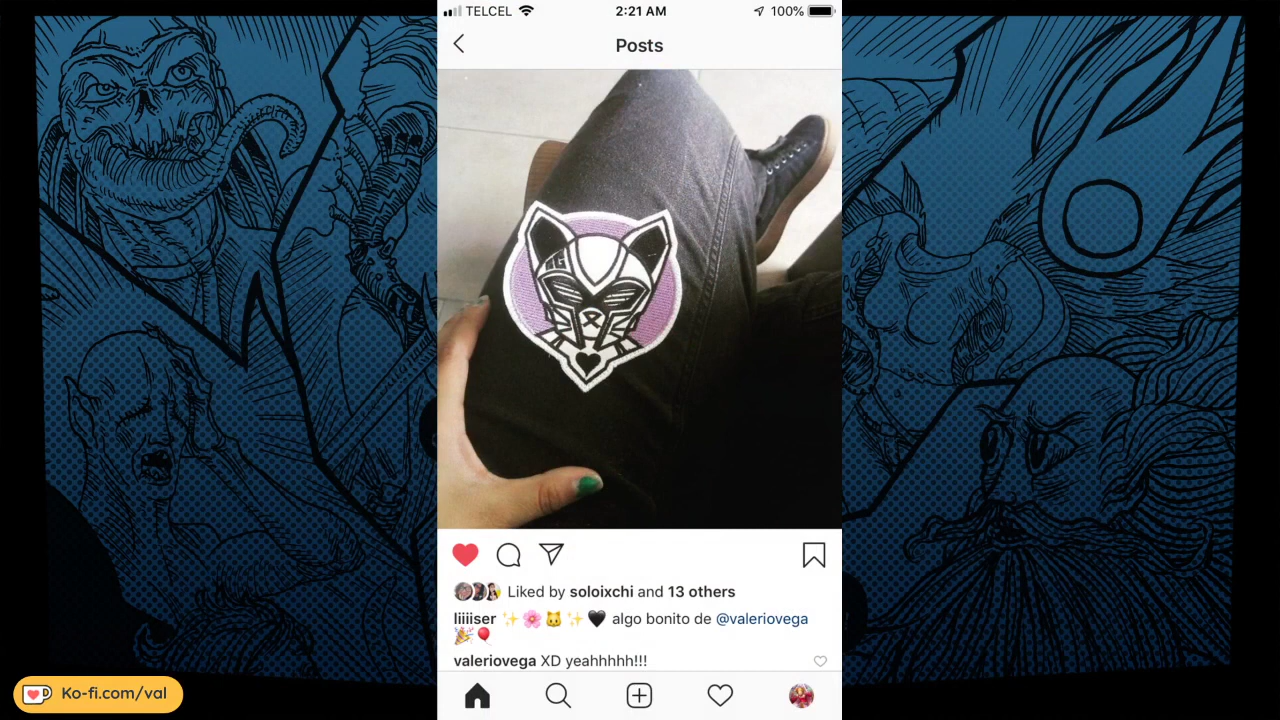 TELCEL 2:21 AM 100%
Posts
Liked by soloixchi and 13 others
liiiiser ✨🌸🐱✨🖤 algo bonito de @valeriovega
🎉🎈
valeriovega XD yeahhhhh!!!
Ko-fi.com/val